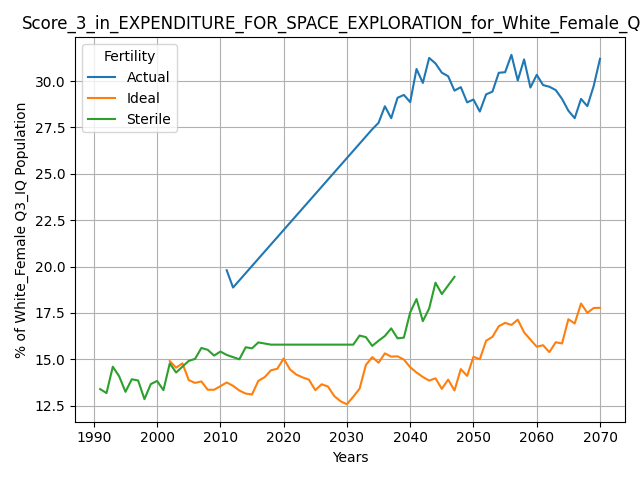 Score_3_in_EXPENDITURE_FOR_SPACE_EXPLORATION_for_White_Female_Q
Fertility
Actual
Ideal
Sterile
% of White_Female Q3_IQ Population
30.0
27.5
25.0
22.5
20.0
17.5
15.0
12.5
1990 2000 2010 2020 2030 2040 2050 2060 2070
Years